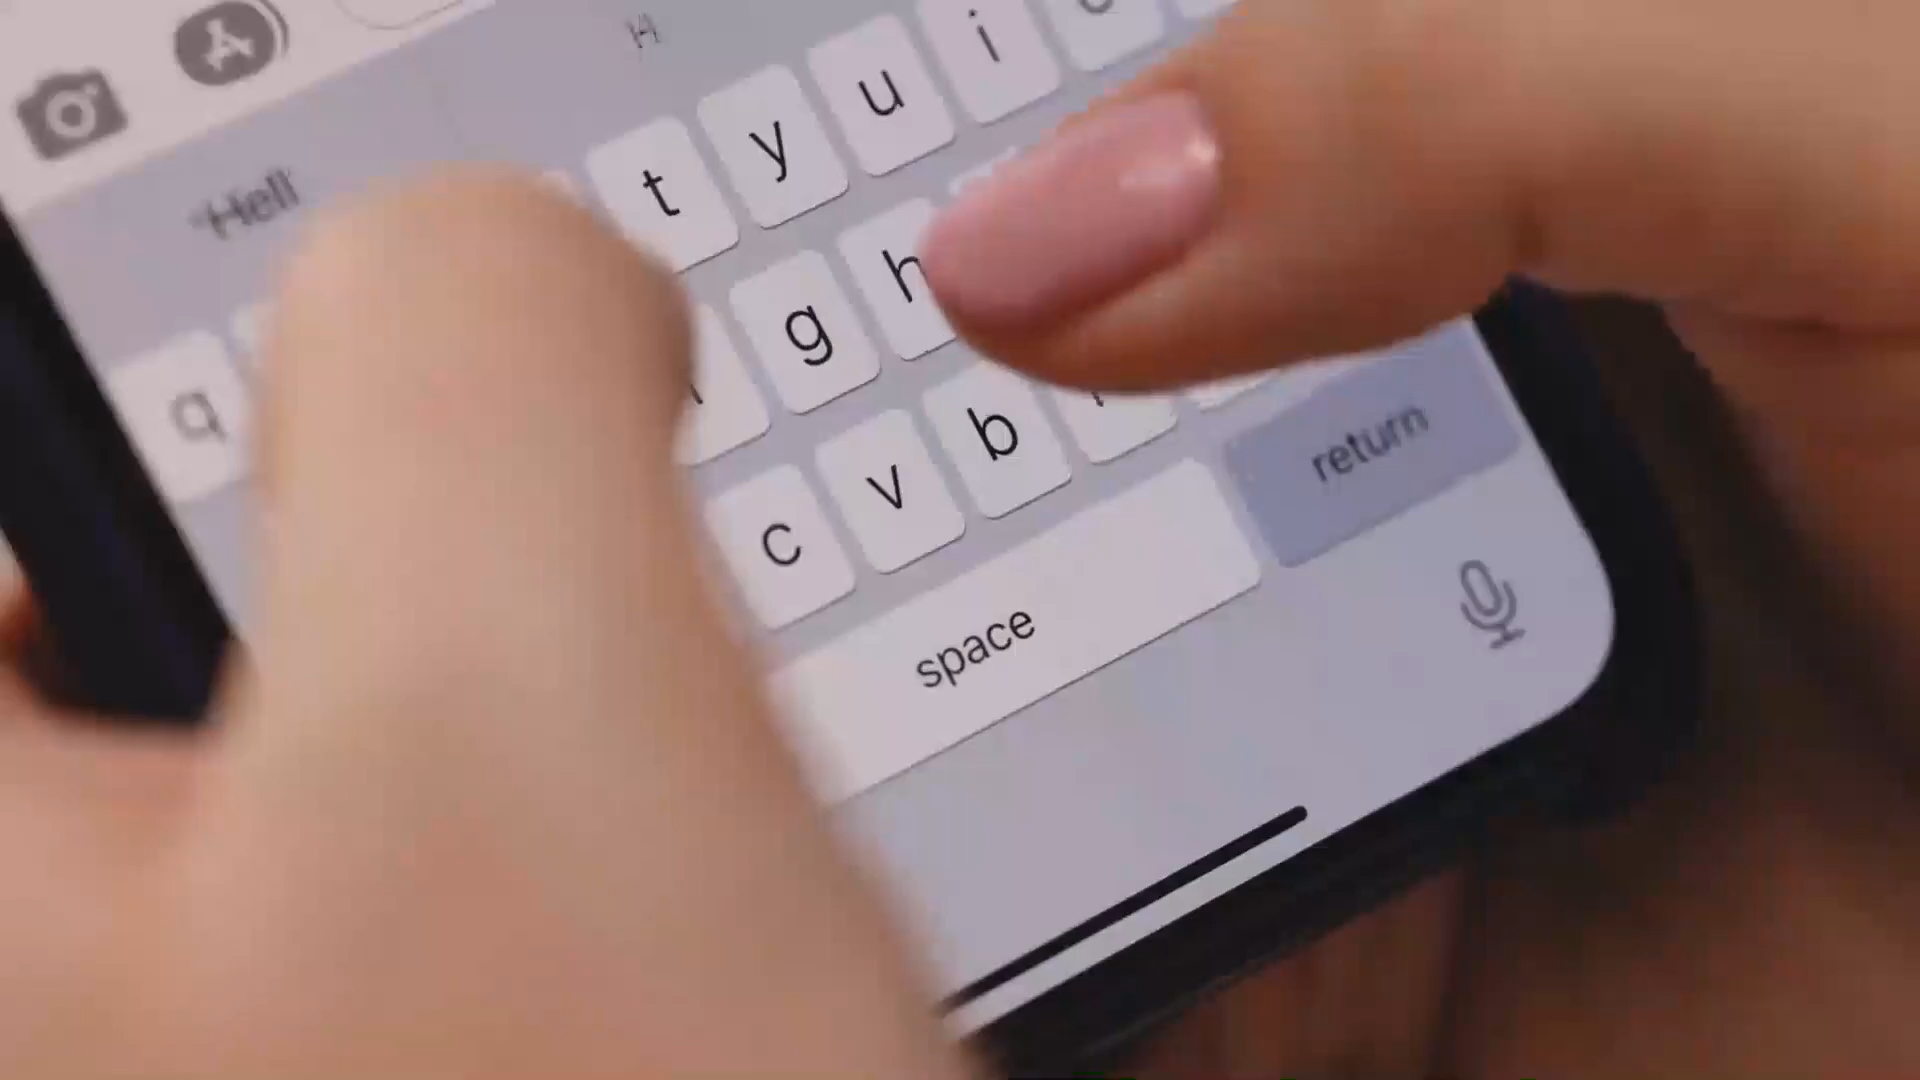 "Hell
H
t y u i
q g h
c v b
space return